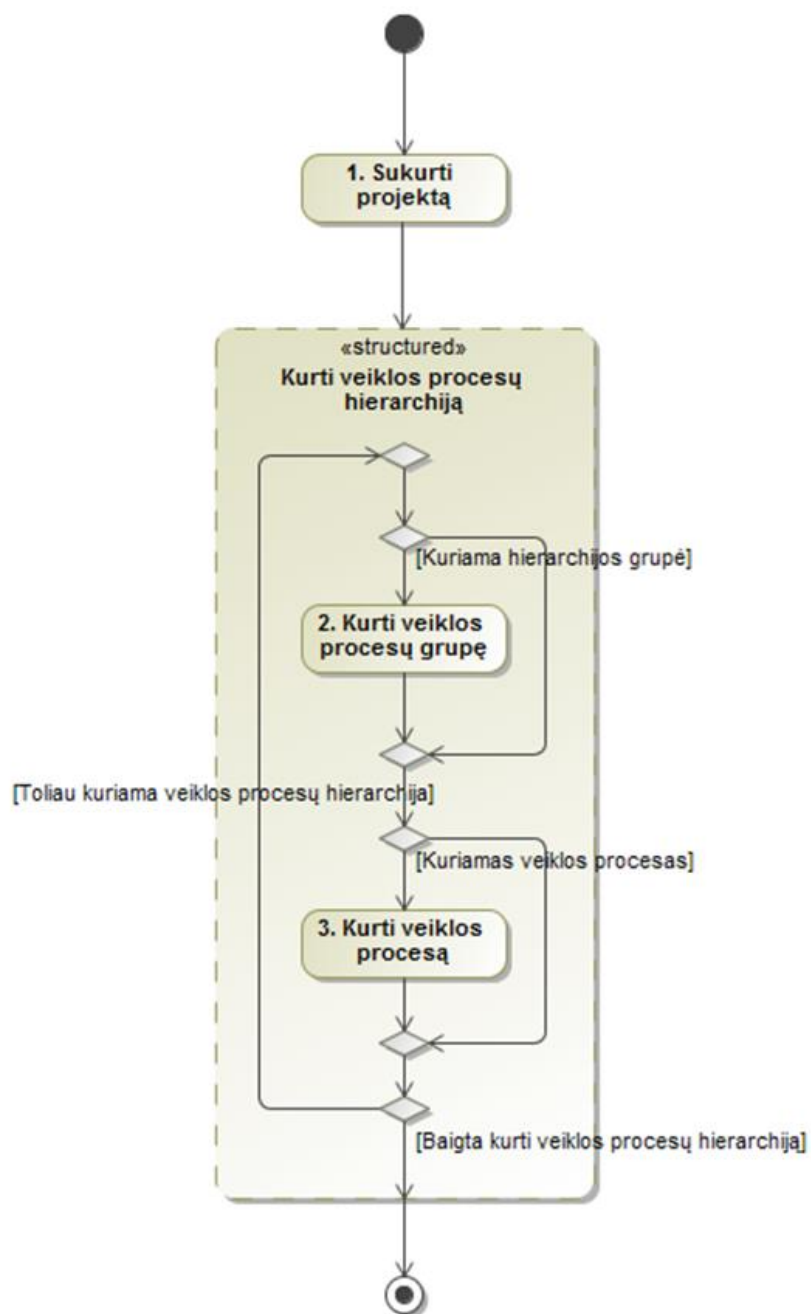 1. Sukurti
projektą
«structured»
Kurti veiklos procesų
hierarchiją
[Kuriama hierarchijos grupė]
2. Kurti veiklos
procesų grupę
[Toliau kuriama veiklos procesų hierarchija]
[Kuriamas veiklos procesas]
3. Kurti veiklos
procesą
[Baigta kurti veiklos procesų hierarchija]